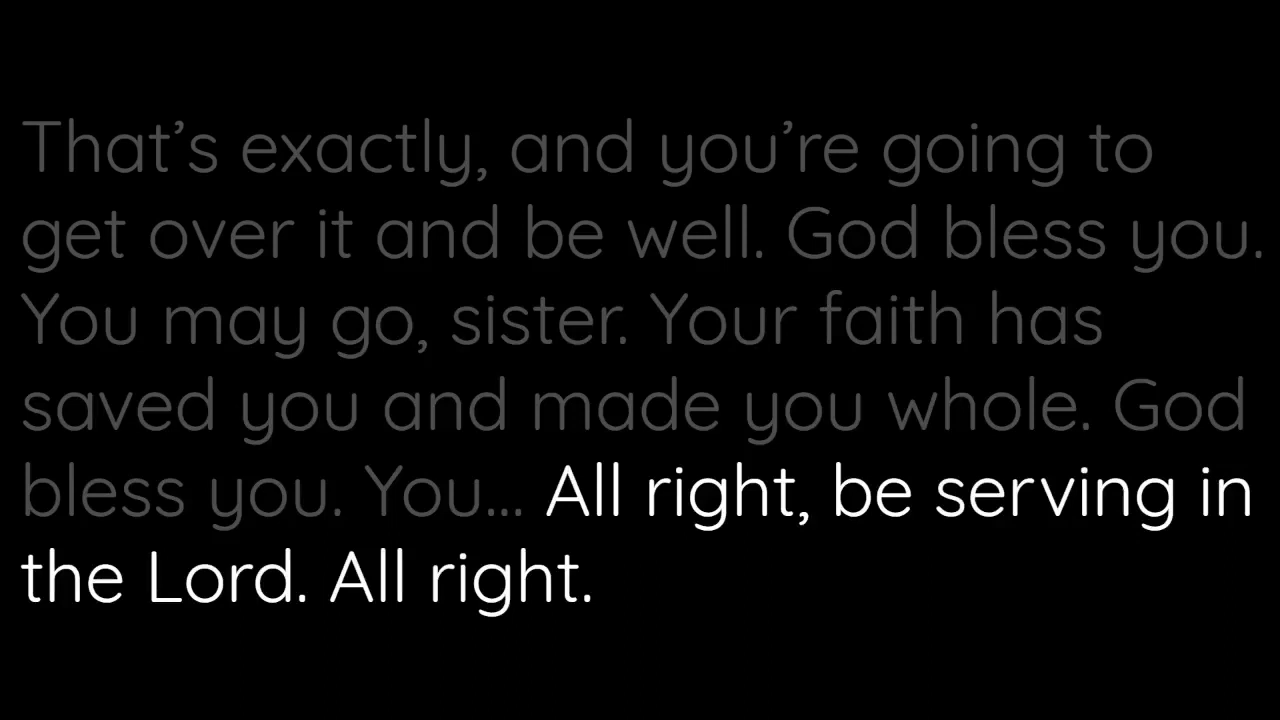 That’s exactly, and you’re going to
get over it and be well. God bless you.
You may go, sister. Your faith has
saved you and made you whole. God
bless you. You... All right, be serving in
the Lord. All right.